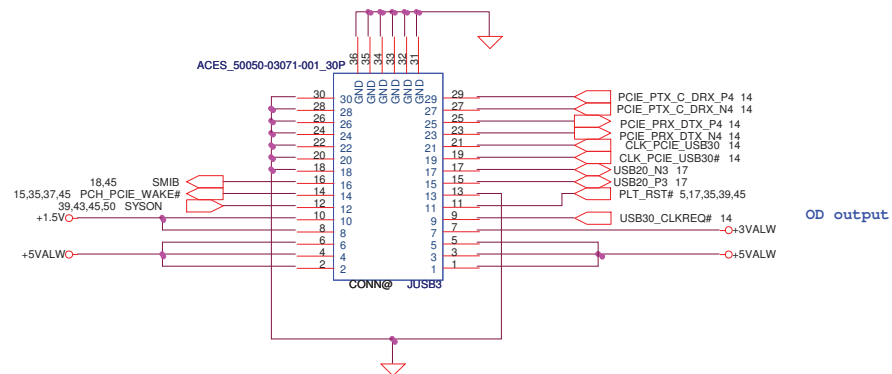 36 35 34 33 32 31
ACES_50050-03071-001_30P
GND GND GND GND GND GND
30 30 29 29 PCIE_PTX_C_DRX_P4 14
28 28 27 27 PCIE_PTX_C_DRX_N4 14
26 26 25 25 PCIE_PRX_DTX_P4 14
24 24 23 23 PCIE_PRX_DTX_N4 14
22 22 21 21 CLK_PCIE_USB30 14
20 20 19 19 CLK_PCIE_USB30# 14
18 18 17 17 USB20_N3 17
18,45 SMIB 16 16 15 15 USB20_P3 17
15,35,37,45 PCH_PCIE_WAKE# 14 14 13 13 PLT_RST# 5,17,35,39,45
39,43,45,50 SYSON 12 12 11 11
+1.5V 10 10 9 9 USB30_CLKREQ# 14 OD output
8 8 7 7 +3VALW
6 6 5 5
+5VALW 4 4 3 3 +5VALW
2 2 1 1
CONN@ JUSB3